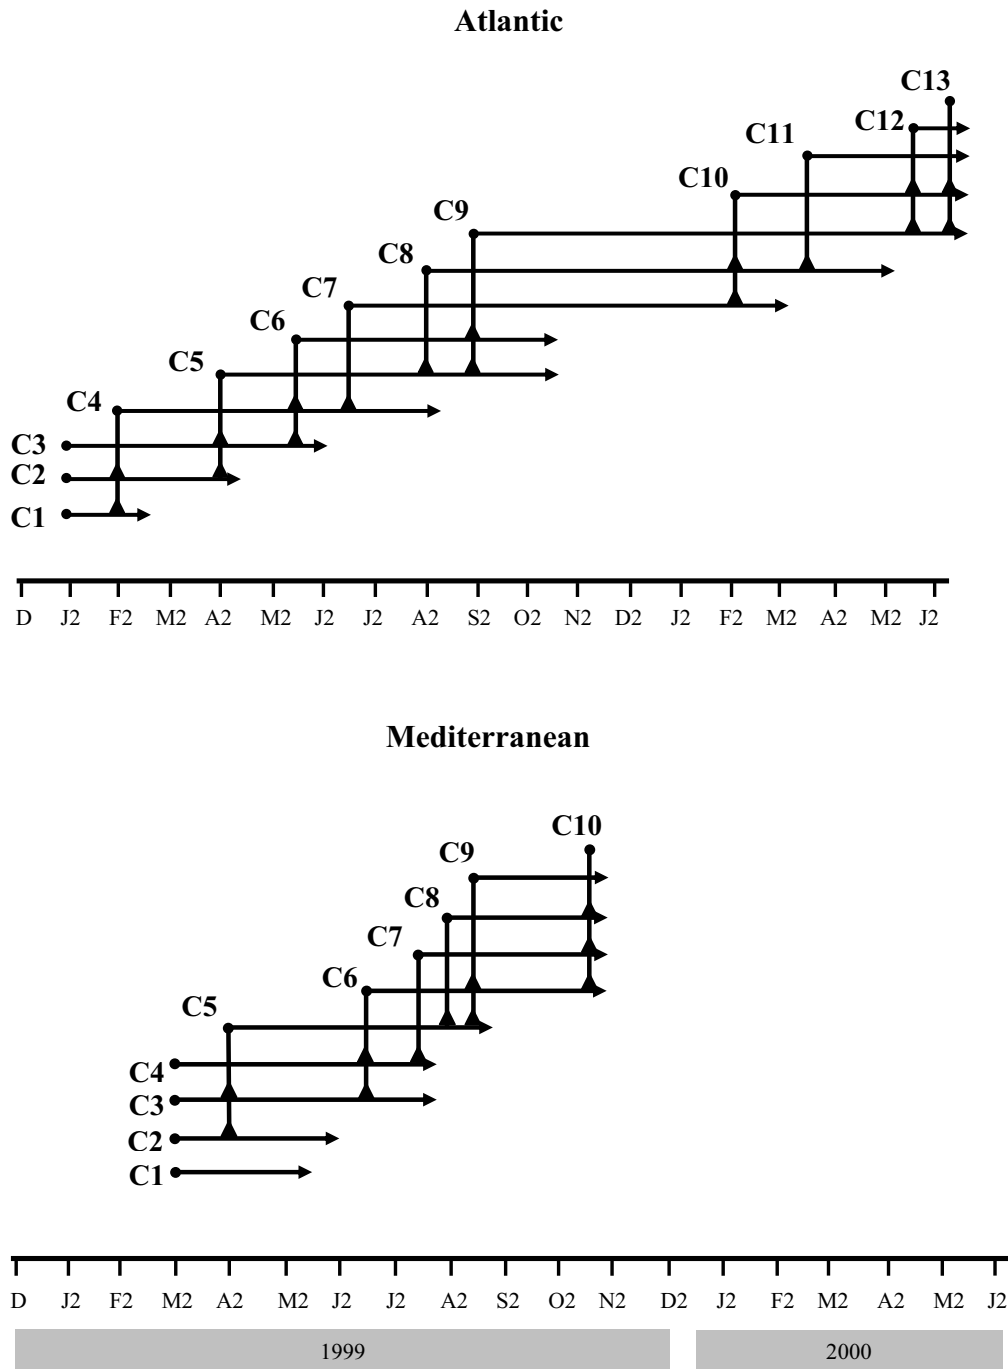 Atlantic
C13
C12
C11
C10
C9
C8
C7
C6
C5
C4
C3
C2
C1
D J2 F2 M2 A2 M2 J2 J2 A2 S2 O2 N2 D2 J2 F2 M2 A2 M2 J2
Mediterranean
C10
C9
C8
C7
C6
C5
C4
C3
C2
C1
D J2 F2 M2 A2 M2 J2 J2 A2 S2 O2 N2 D2 J2 F2 M2 A2 M2 J2
1999 2000